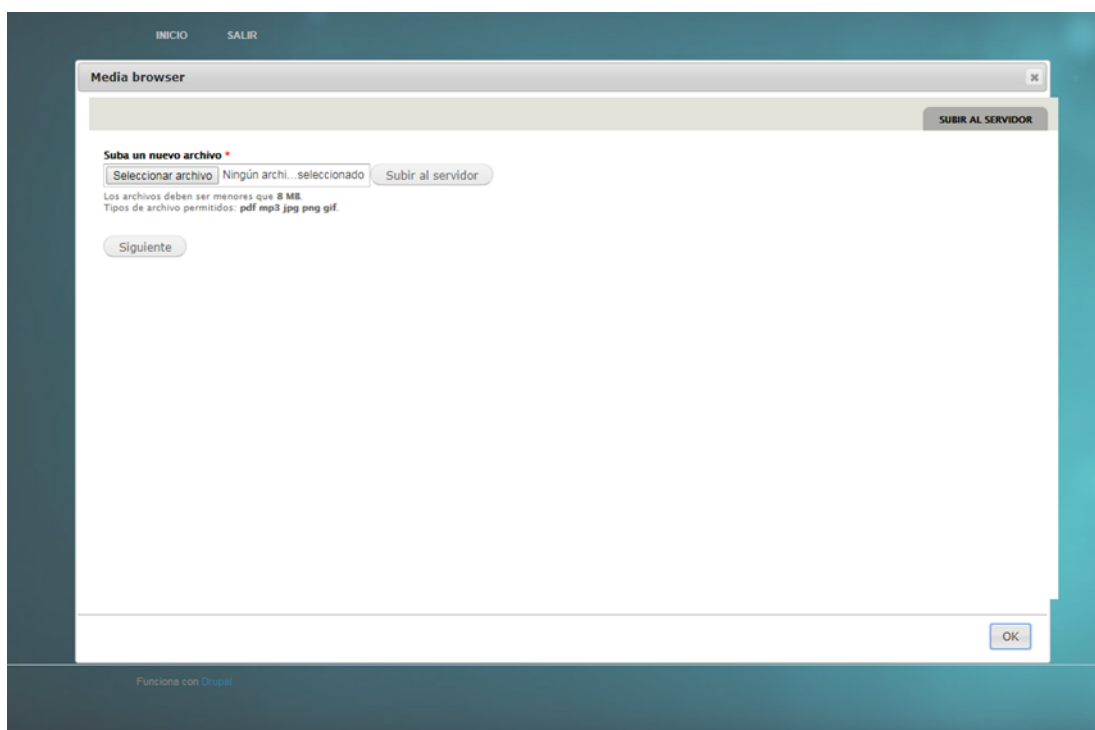 INICIO SALIR
Media browser
SUBIR AL SERVIDOR
Suba un nuevo archivo *
Seleccionar archivo Ningún archi...seleccionado Subir al servidor
Los archivos deben ser menores que 8 MB.
Tipos de archivo permitidos: pdf mp3 jpg png gif.
Siguiente
OK
Funciona con Drupal